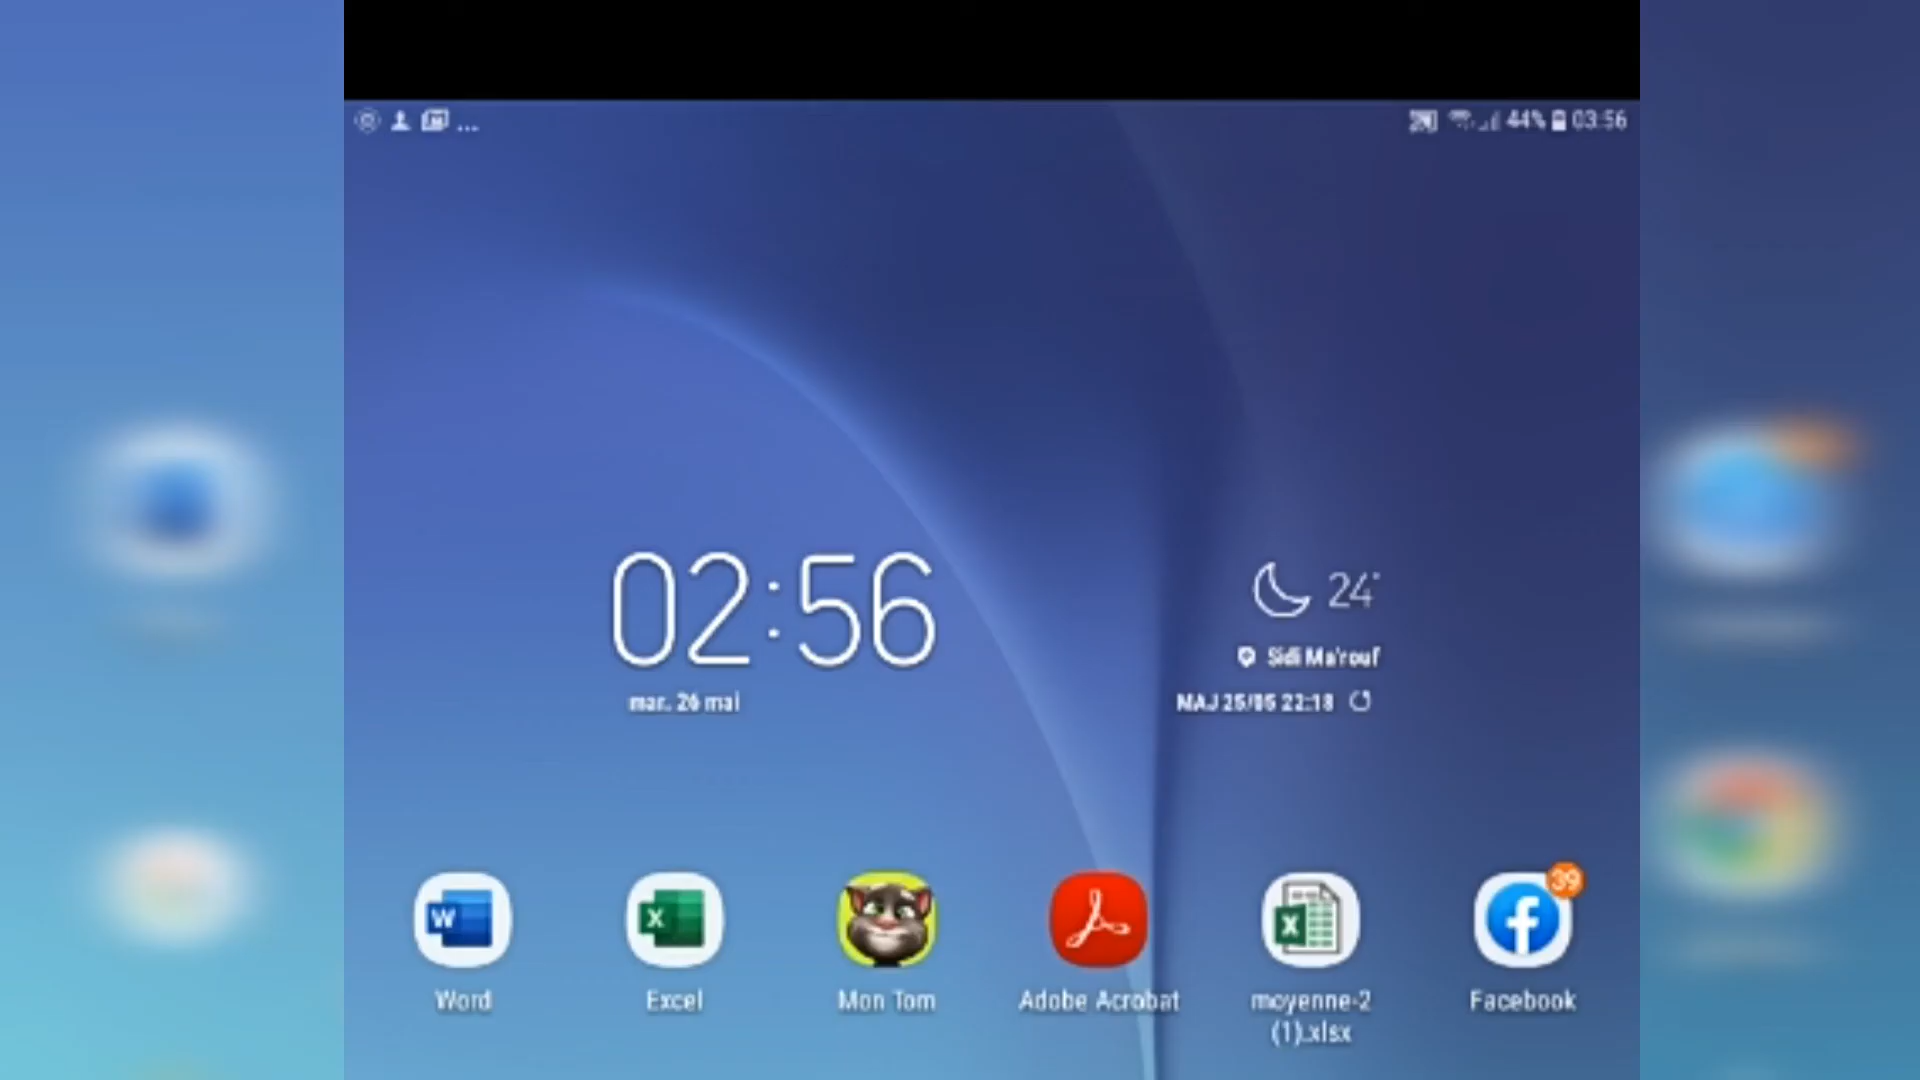 ... 44% 03:56
02:56
24°
Sidi Ma'rouf
mar. 26 mai
MAJ 25/05 22:18
39
Word
Excel
Mon Tom
Adobe Acrobat
moyenne-2
(1).xlsx
Facebook